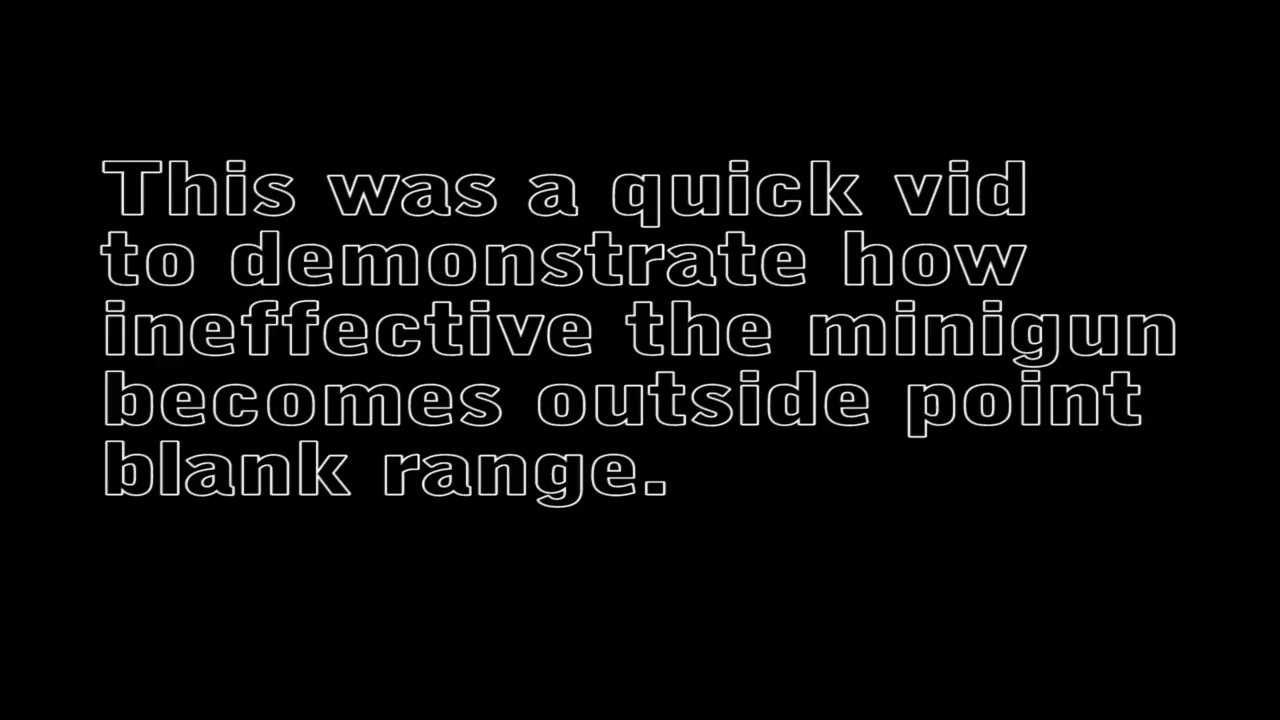 This was a quick vid
to demonstrate how
ineffective the minigun
becomes outside point
blank range.